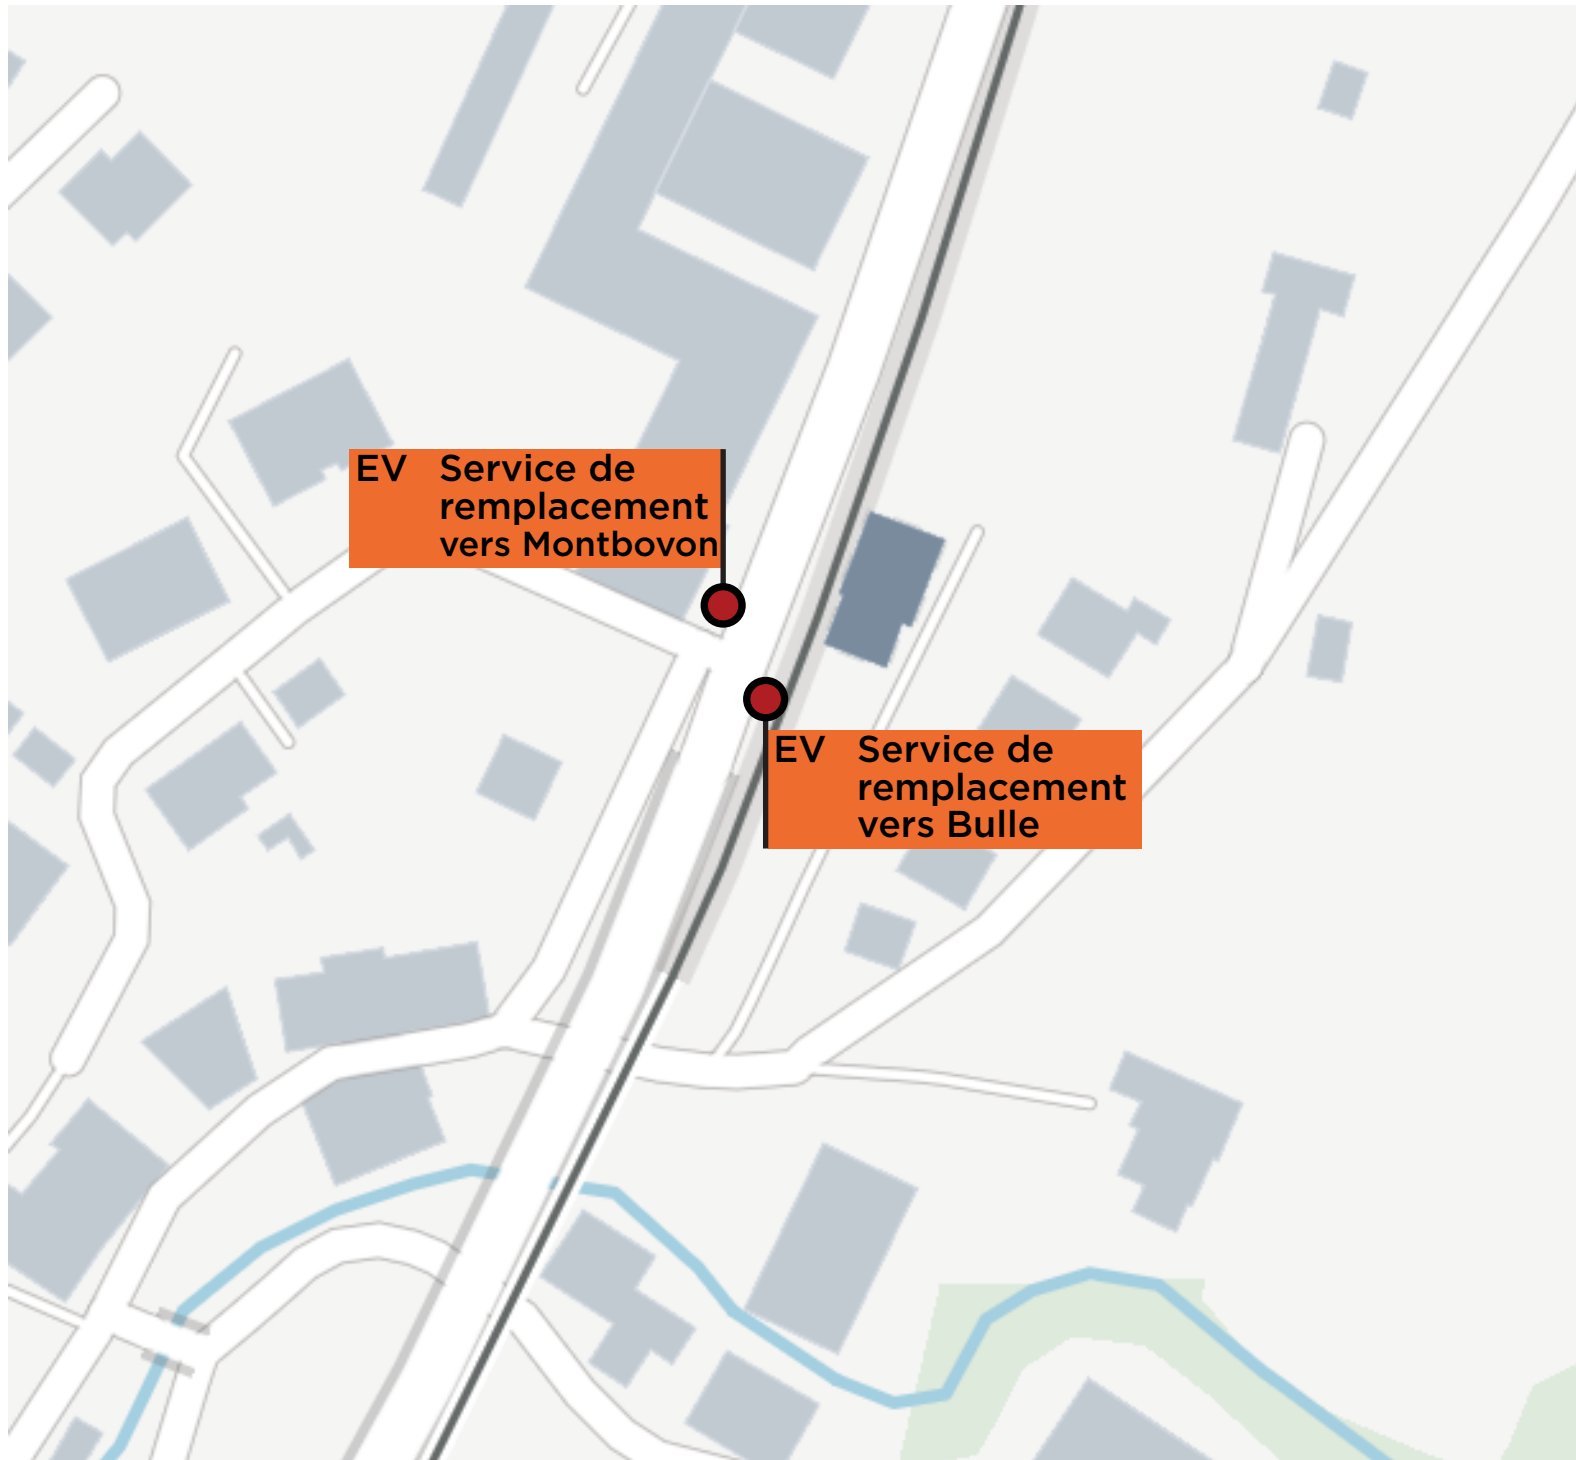 EV Service de
remplacement
vers Montbovon
EV Service de
remplacement
vers Bulle